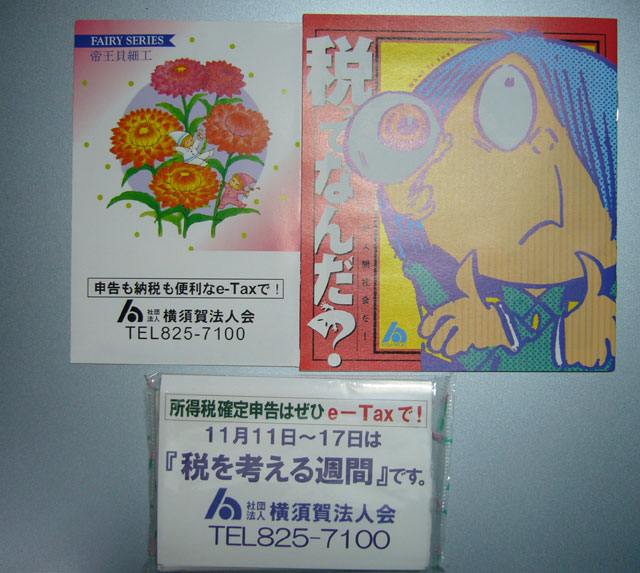 FAIRY SERIES
帝王貝細工
申告も納税も便利なe-Taxで！
社団法人 横須賀法人会
TEL825-7100
税ってなんだ？
所得税確定申告はぜひe-Taxで！
11月11日～17日は
『税を考える週間』です。
社団法人 横須賀法人会
TEL825-7100